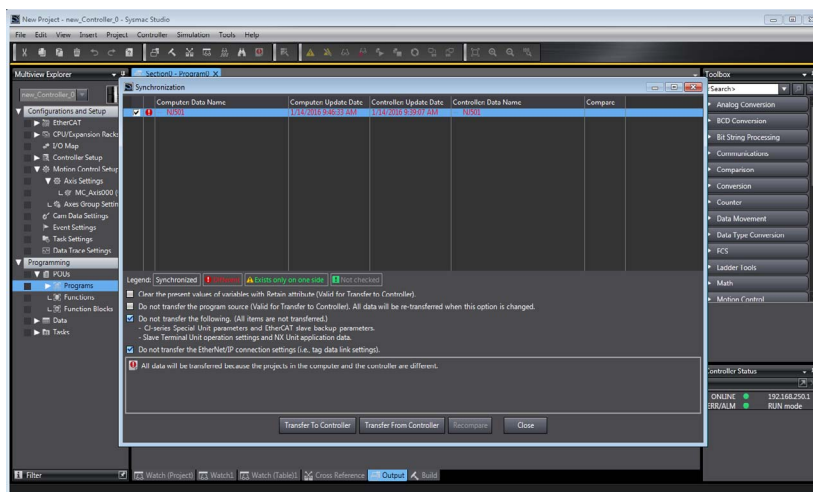 New Project - new_Controller_0 - Sysmac Studio
File Edit View Insert Project Controller Simulation Tools Help
Multiview Explorer
Section0 - Program0 X
Toolbox
new_Controller_0
Synchronization
<Search>
Computer: Data Name Computer: Update Date Controller: Update Date Controller: Data Name Compare
NJ501 1/14/2016 9:46:33 AM 1/14/2016 9:39:07 AM NJ501
Configurations and Setup
EtherCAT
CPU/Expansion Racks
I/O Map
Controller Setup
Motion Control Setup
Axis Settings
MC_Axis000 (
Axes Group Settin
Cam Data Settings
Event Settings
Task Settings
Data Trace Settings
Programming
POUs
Programs
Functions
Function Blocks
Data
Tasks
Analog Conversion
BCD Conversion
Bit String Processing
Communications
Comparison
Conversion
Counter
Data Movement
Data Type Conversion
FCS
Ladder Tools
Math
Motion Control
Legend: Synchronized Exists only on one side Not checked
Clear the present values of variables with Retain attribute (Valid for Transfer to Controller).
Do not transfer the program source (Valid for Transfer to Controller). All data will be re-transferred when this option is changed.
Do not transfer the following. (All items are not transferred.)
- CJ-series Special Unit parameters and EtherCAT slave backup parameters.
- Slave Terminal Unit operation settings and NX Unit application data.
Do not transfer the EtherNet/IP connection settings (i.e., tag data link settings).
All data will be transferred because the projects in the computer and the controller are different.
Transfer To Controller Transfer From Controller Recompare Close
Controller Status
ONLINE 192.168.250.1
ERR/ALM RUN mode
Filter
Watch (Project) Watch1 Watch (Table)1 Cross Reference Output Build